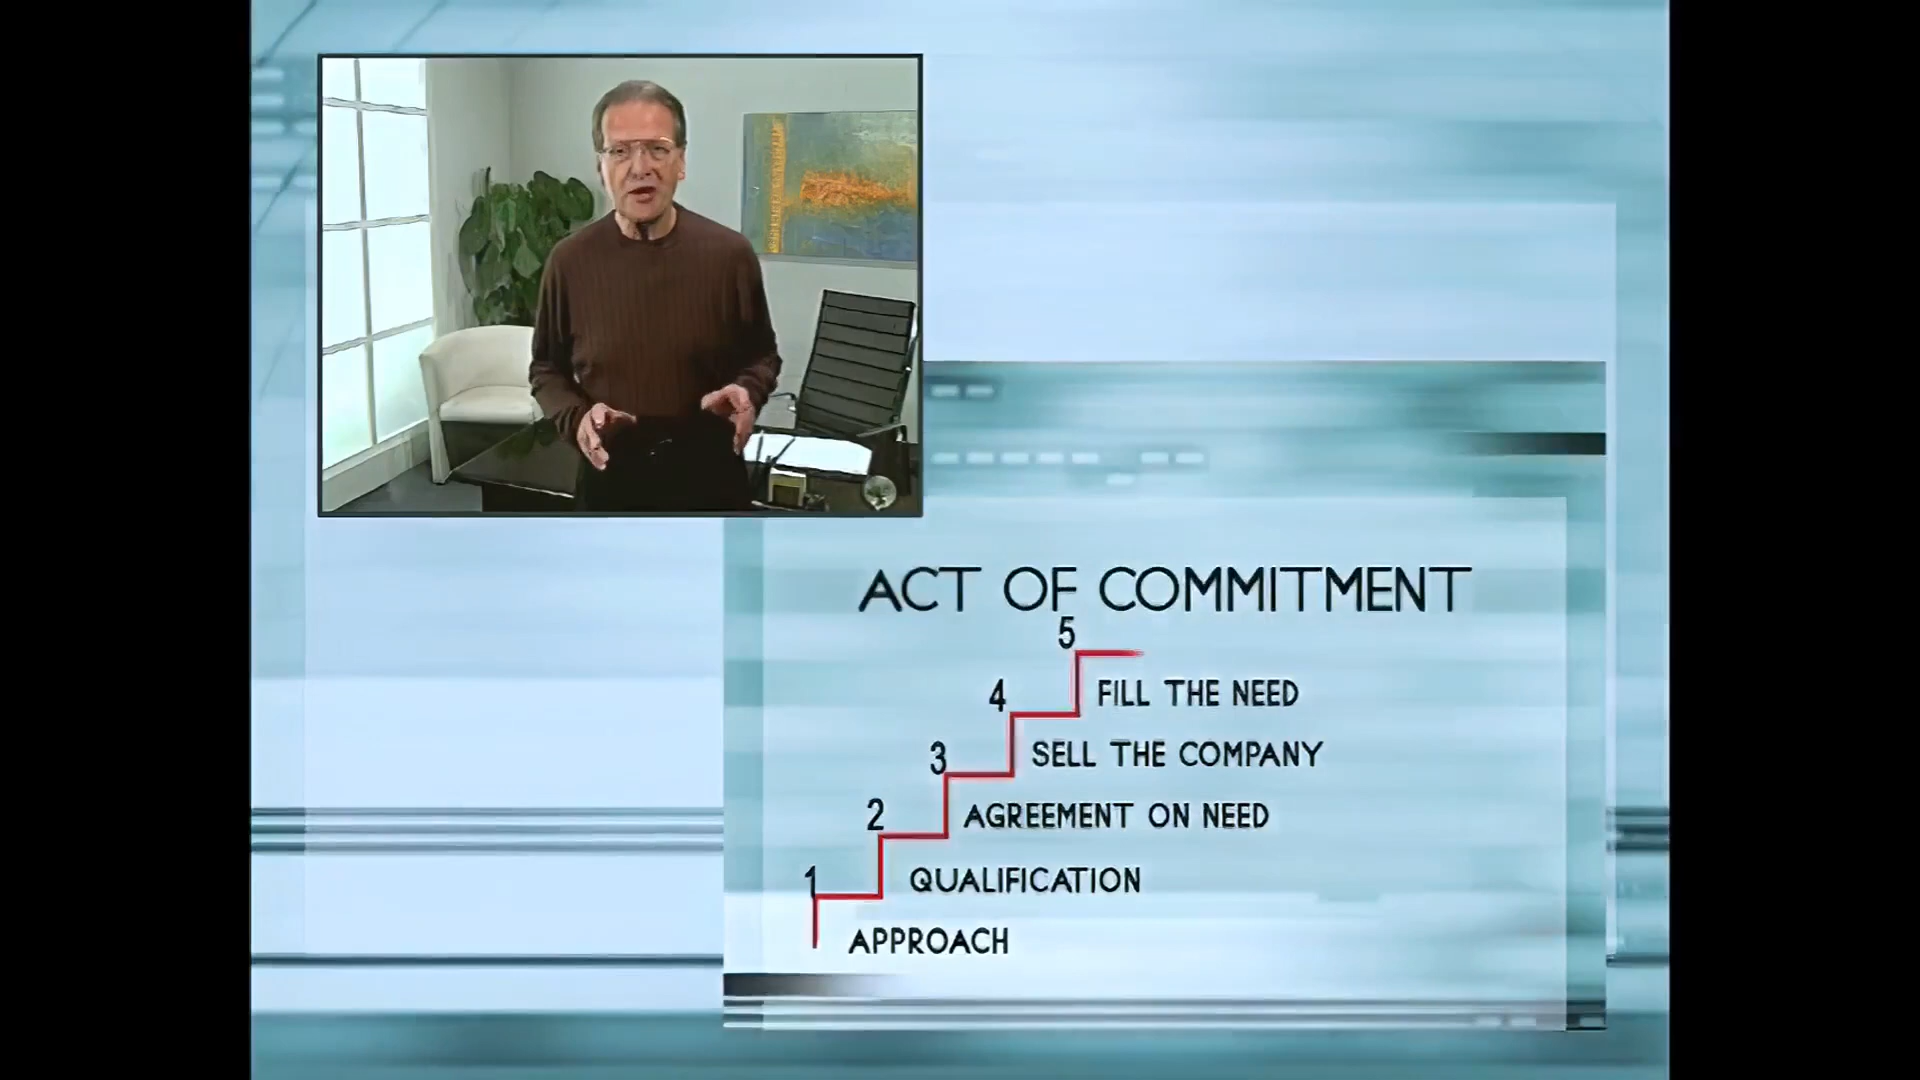 ACT OF COMMITMENT
5
4 FILL THE NEED
3 SELL THE COMPANY
2 AGREEMENT ON NEED
1 QUALIFICATION
APPROACH